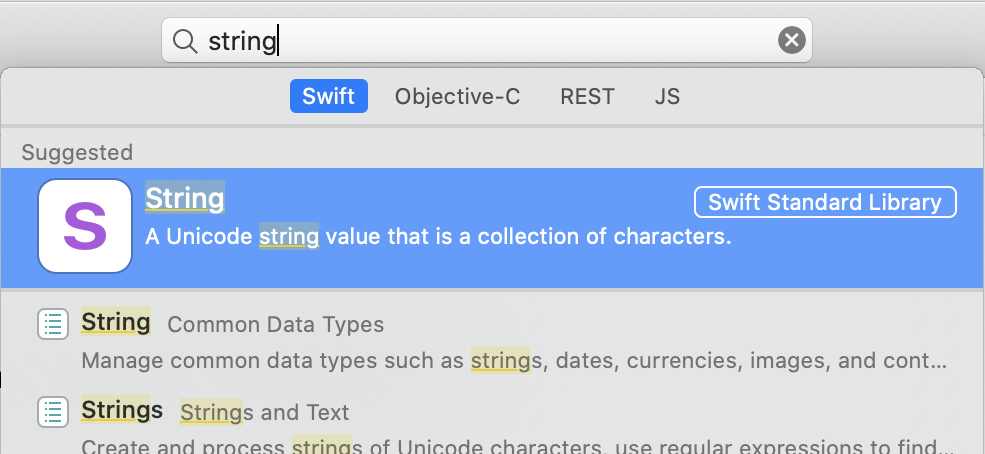 string
Swift Objective-C REST JS
Suggested
S
String Swift Standard Library
A Unicode string value that is a collection of characters.
String Common Data Types
Manage common data types such as strings, dates, currencies, images, and cont...
Strings Strings and Text
Create and process strings of Unicode characters, use regular expressions to find...